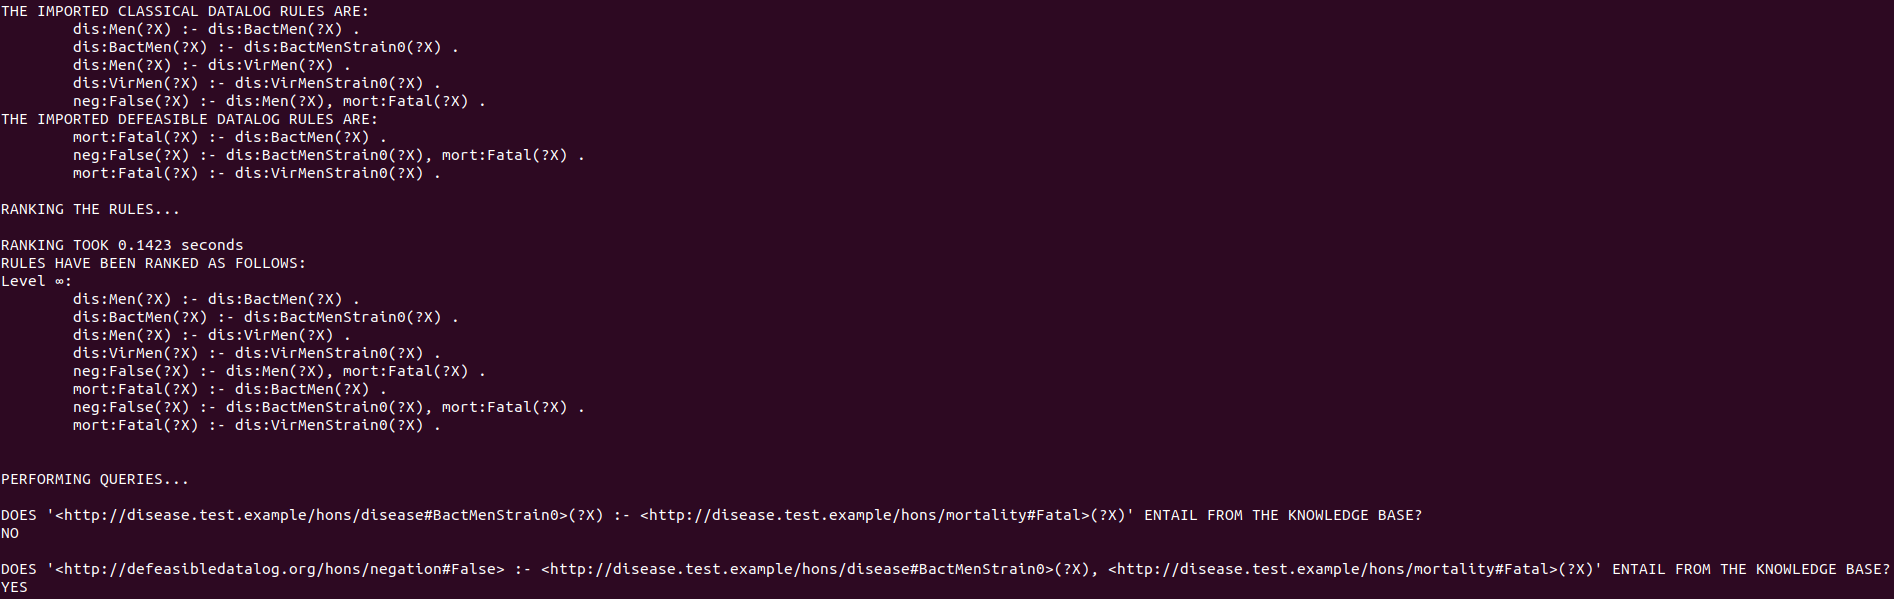 THE IMPORTED CLASSICAL DATALOG RULES ARE:
        dis:Men(?X) :- dis:BactMen(?X) .
        dis:BactMen(?X) :- dis:BactMenStrain0(?X) .
        dis:Men(?X) :- dis:VirMen(?X) .
        dis:VirMen(?X) :- dis:VirMenStrain0(?X) .
        neg:False(?X) :- dis:Men(?X), mort:Fatal(?X) .
THE IMPORTED DEFEASIBLE DATALOG RULES ARE:
        mort:Fatal(?X) :- dis:BactMen(?X) .
        neg:False(?X) :- dis:BactMenStrain0(?X), mort:Fatal(?X) .
        mort:Fatal(?X) :- dis:VirMenStrain0(?X) .
RANKING THE RULES...
RANKING TOOK 0.1423 seconds
RULES HAVE BEEN RANKED AS FOLLOWS:
Level ∞:
        dis:Men(?X) :- dis:BactMen(?X) .
        dis:BactMen(?X) :- dis:BactMenStrain0(?X) .
        dis:Men(?X) :- dis:VirMen(?X) .
        dis:VirMen(?X) :- dis:VirMenStrain0(?X) .
        neg:False(?X) :- dis:Men(?X), mort:Fatal(?X) .
        mort:Fatal(?X) :- dis:BactMen(?X) .
        neg:False(?X) :- dis:BactMenStrain0(?X), mort:Fatal(?X) .
        mort:Fatal(?X) :- dis:VirMenStrain0(?X) .
PERFORMING QUERIES...
DOES '<http://disease.test.example/hons/disease#BactMenStrain0>(?X) :- <http://disease.test.example/hons/mortality#Fatal>(?X)' ENTAIL FROM THE KNOWLEDGE BASE?
NO
DOES '<http://defeasibledatalog.org/hons/negation#False> :- <http://disease.test.example/hons/disease#BactMenStrain0>(?X), <http://disease.test.example/hons/mortality#Fatal>(?X)' ENTAIL FROM THE KNOWLEDGE BASE?
YES